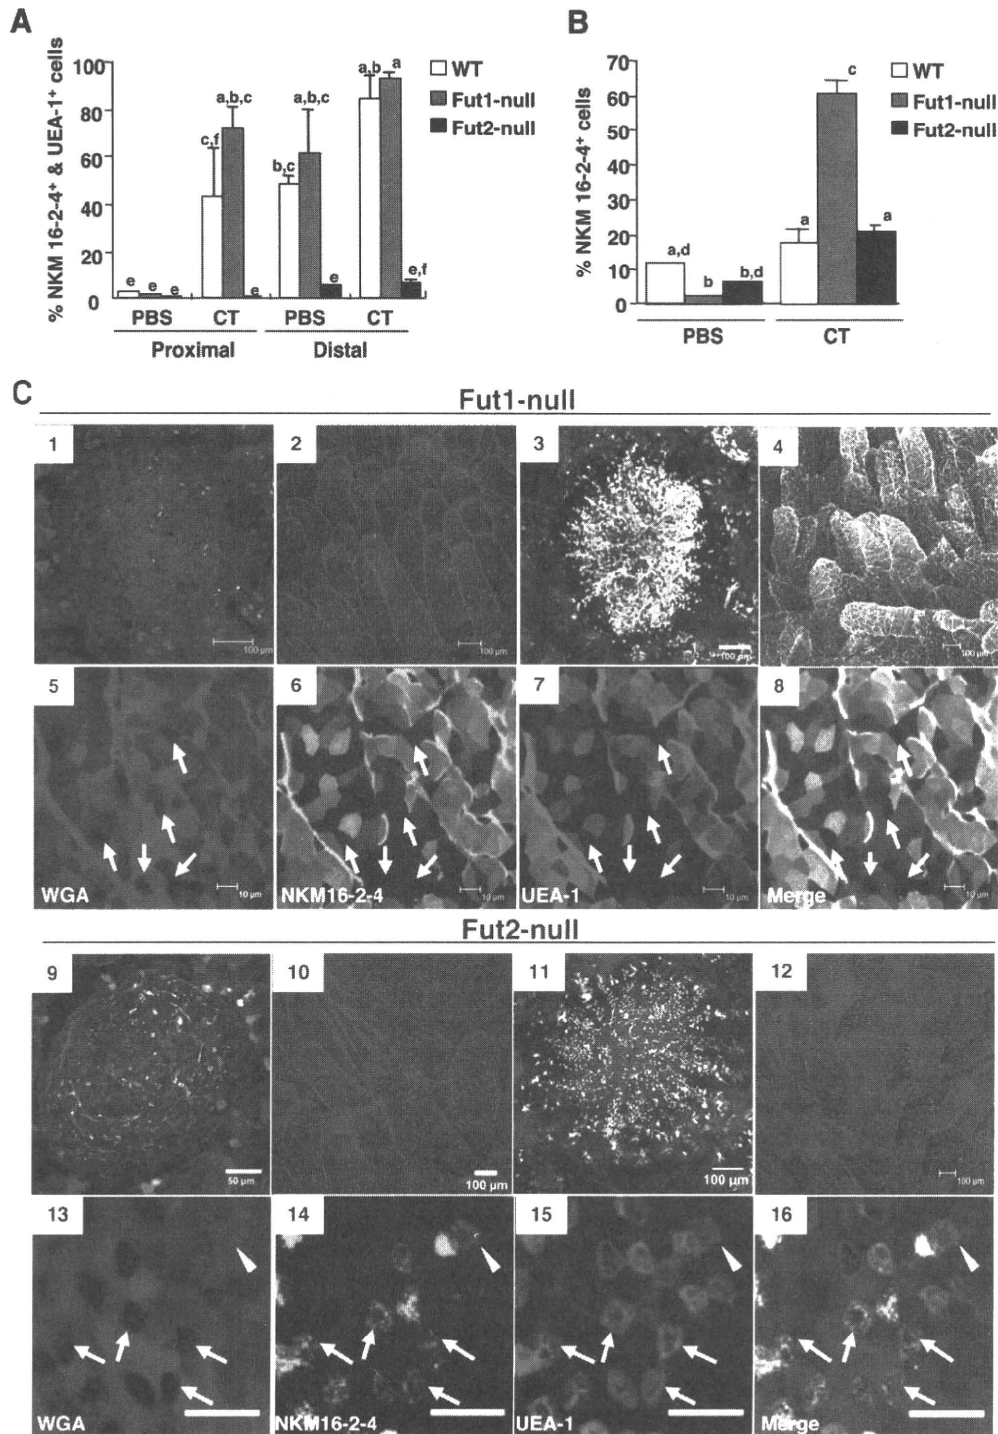 A
% NKM 16-2-4+ & UEA-1+ cells
100
80
60
40
20
0
e e e
c,f
a,b,c
e
b,c
a,b,c
e
a,b
a
e,f
WT
Fut1-null
Fut2-null
PBS CT PBS CT
Proximal Distal
B
% NKM 16-2-4+ cells
70
60
50
40
30
20
10
0
a,d
b
b,d
a
c
a
WT
Fut1-null
Fut2-null
PBS CT
C
Fut1-null
1 2 3 4
100 µm 100 µm 100 µm 100 µm
5 6 7 8
WGA NKM16-2-4 UEA-1 Merge
10 µm 10 µm 10 µm 10 µm
Fut2-null
9 10 11 12
50 µm 100 µm 100 µm 100 µm
13 14 15 16
WGA NKM16-2-4 UEA-1 Merge